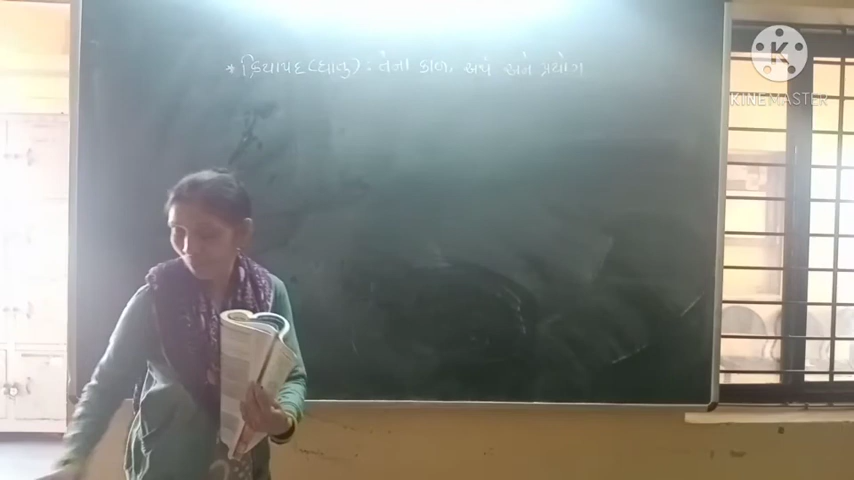 * ક્રિયાપદ (ધાતુ) : તેના કાળ, અર્થ અને પ્રયોગ
KINEMASTER